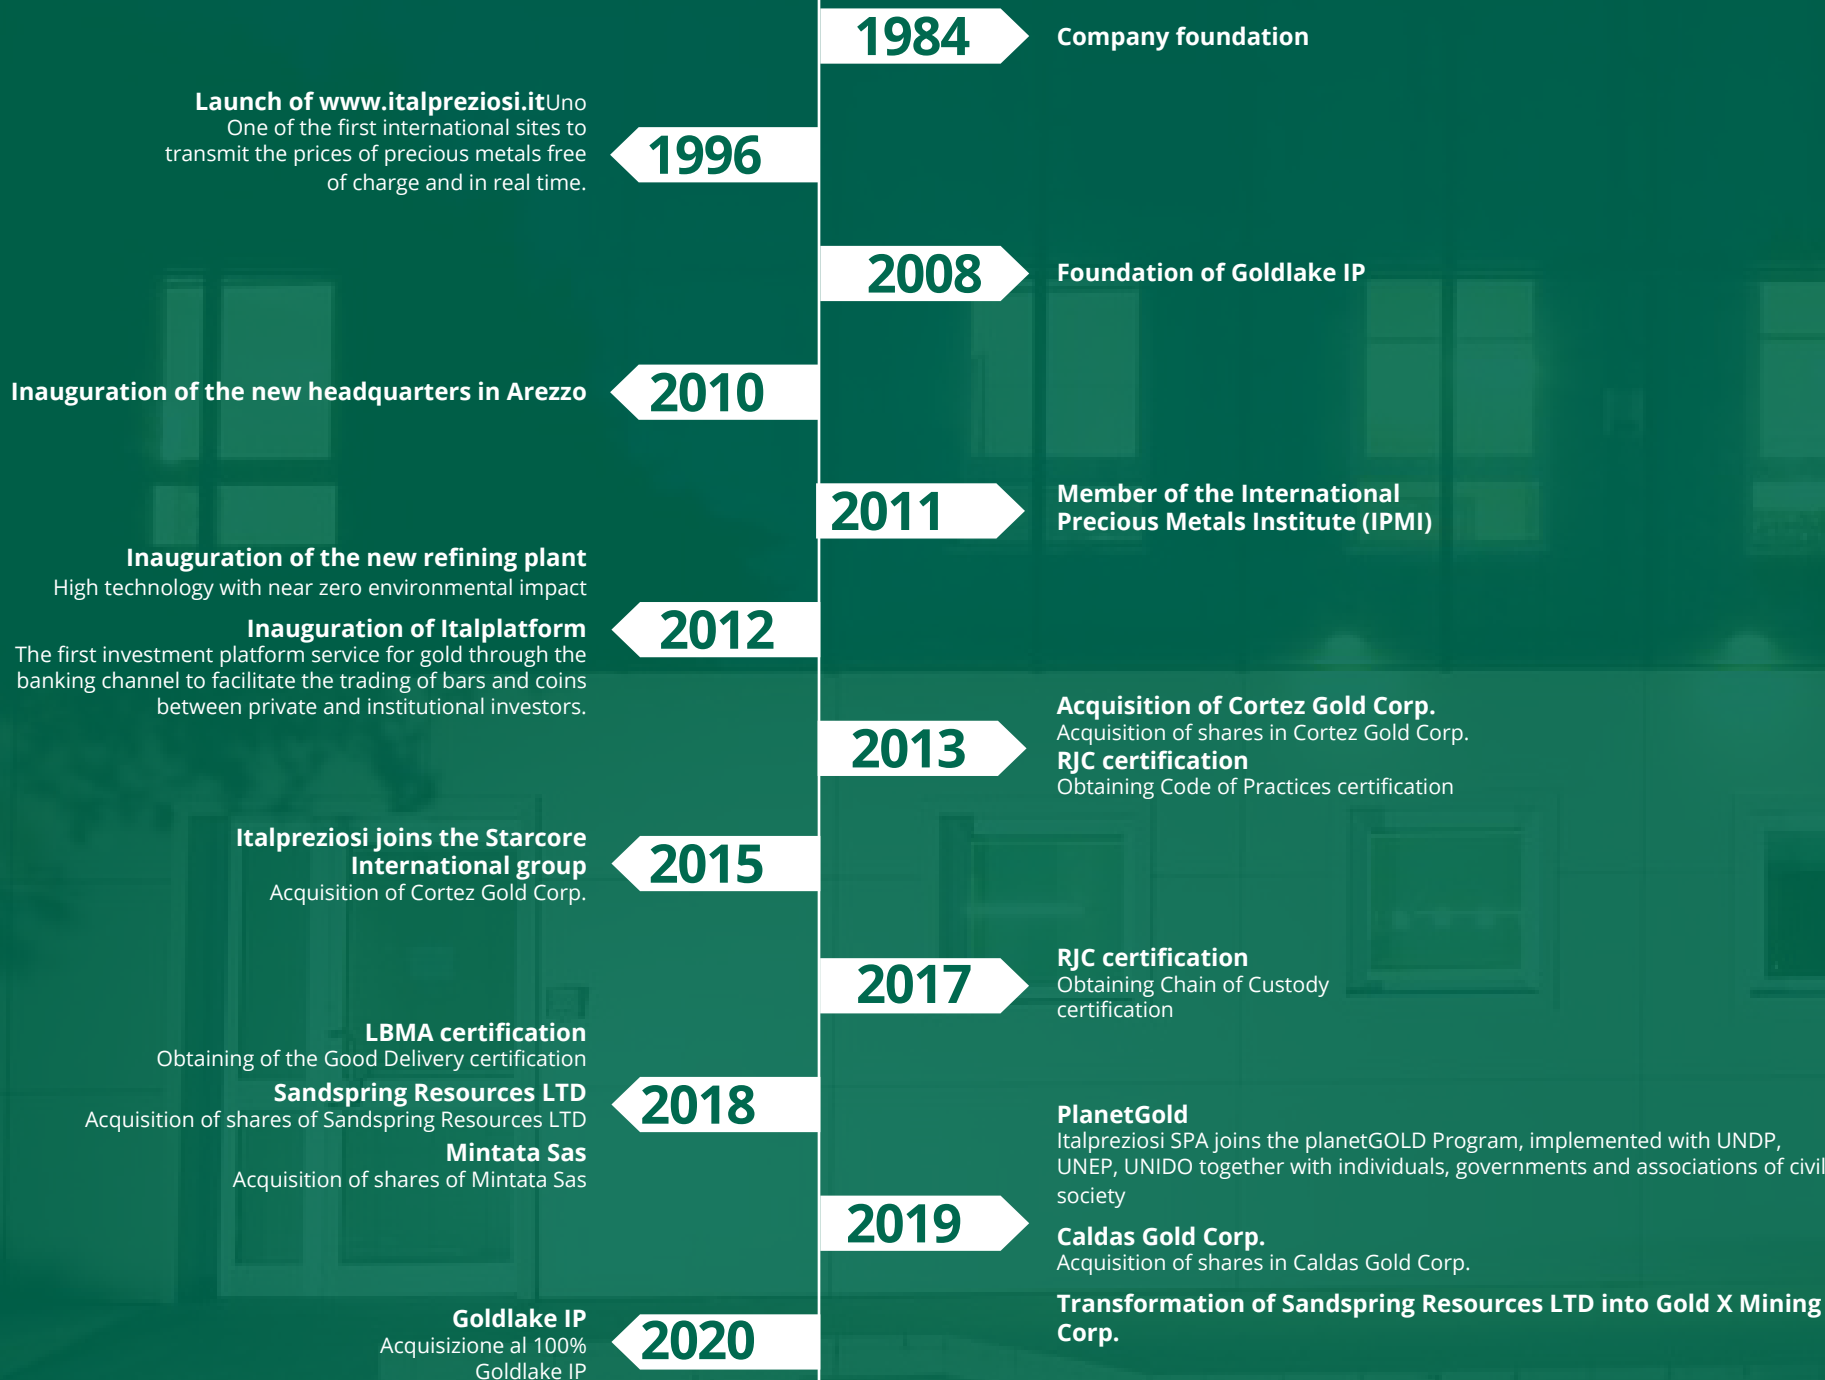 1984
Company foundation
Launch of www.italpreziosi.itUno
One of the first international sites to
transmit the prices of precious metals free
of charge and in real time.
1996
2008
Foundation of Goldlake IP
Inauguration of the new headquarters in Arezzo
2010
2011
Member of the International
Precious Metals Institute (IPMI)
Inauguration of the new refining plant
High technology with near zero environmental impact
Inauguration of Italplatform
The first investment platform service for gold through the
banking channel to facilitate the trading of bars and coins
between private and institutional investors.
2012
2013
Acquisition of Cortez Gold Corp.
Acquisition of shares in Cortez Gold Corp.
RJC certification
Obtaining Code of Practices certification
Italpreziosi joins the Starcore
International group
Acquisition of Cortez Gold Corp.
2015
2017
RJC certification
Obtaining Chain of Custody
certification
LBMA certification
Obtaining of the Good Delivery certification
Sandspring Resources LTD
Acquisition of shares of Sandspring Resources LTD
Mintata Sas
Acquisition of shares of Mintata Sas
2018
2019
PlanetGold
Italpreziosi SPA joins the planetGOLD Program, implemented with UNDP,
UNEP, UNIDO together with individuals, governments and associations of civil
society
Caldas Gold Corp.
Acquisition of shares in Caldas Gold Corp.
Transformation of Sandspring Resources LTD into Gold X Mining
Corp.
Goldlake IP
Acquisizione al 100%
Goldlake IP
2020